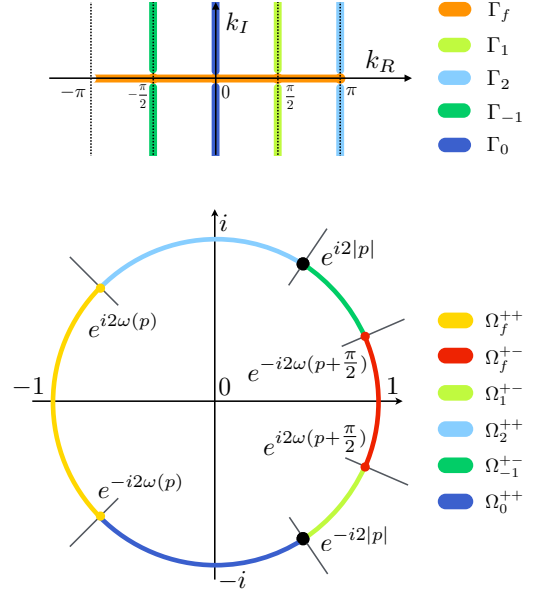 k_I
Γ_f
k_R
Γ_1
−π
−π/2
0
π/2
π
Γ_2
Γ_{−1}
Γ_0
i
e^{i2|p|}
e^{i2ω(p)}
Ω_f^{++}
e^{−i2ω(p+π/2)}
Ω_f^{+−}
−1
0
1
Ω_1^{+−}
e^{i2ω(p+π/2)}
Ω_2^{++}
e^{−i2ω(p)}
Ω_{−1}^{+−}
e^{−i2|p|}
Ω_0^{++}
−i